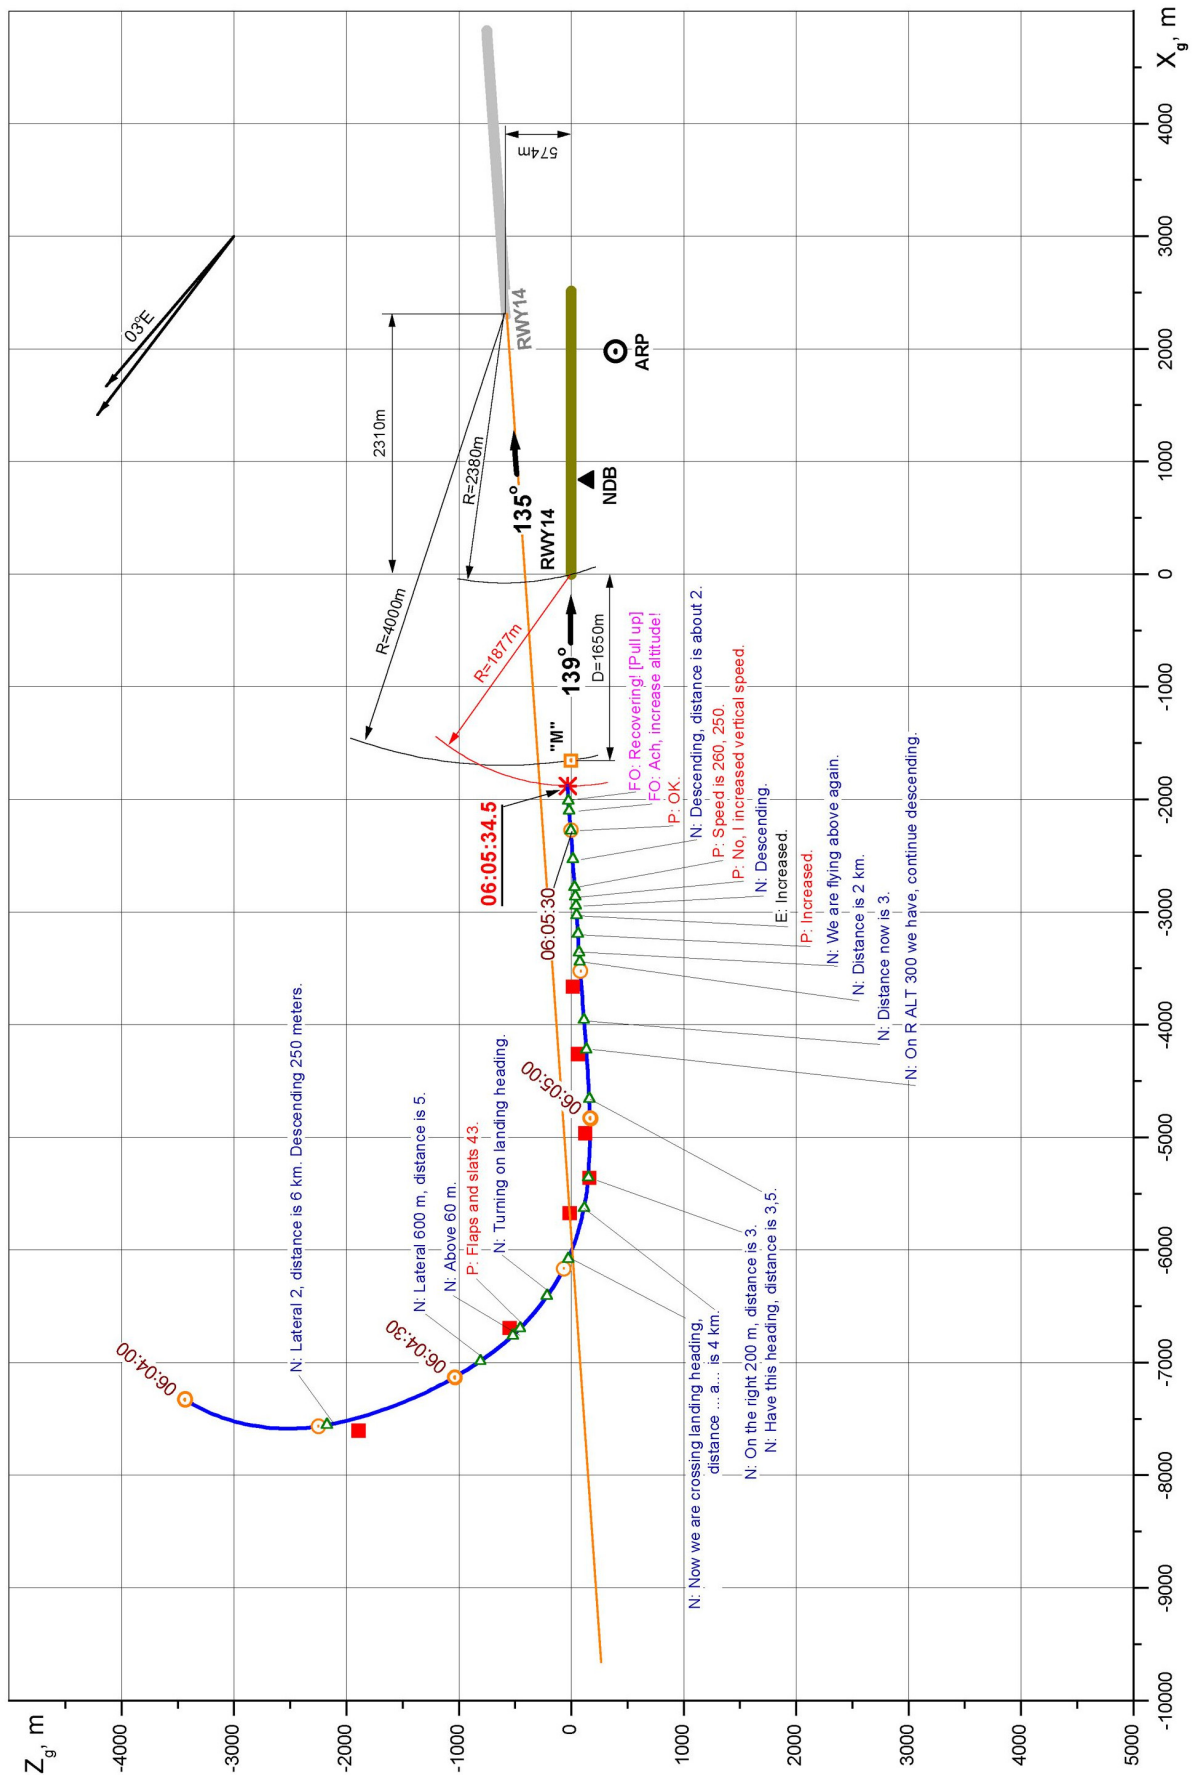 Z_g, m
-4000
-3000
-2000
-1000
0
1000
2000
3000
4000
5000
X_g, m
4000
3000
2000
1000
0
-1000
-2000
-3000
-4000
-5000
-6000
-7000
-8000
-9000
-10000
03°E
574m
RWY14
2310m
R=2380m
R=4000m
R=1877m
135°
RWY14
139°
D=1650m
"M"
ARP
NDB
06:04:00
06:04:30
06:05:00
06:05:30
06:05:34.5
N: Lateral 2, distance is 6 km. Descending 250 meters.
N: Lateral 600 m, distance is 5.
N: Above 60 m.
P: Flaps and slats 43.
N: Turning on landing heading.
N: Now we are crossing landing heading,
distance ... a... is 4 km.
N: On the right 200 m, distance is 3.
N: Have this heading, distance is 3,5.
N: On R ALT 300 we have, continue descending.
N: Distance now is 3.
N: Distance is 2 km.
N: We are flying above again.
P: Increased.
E: Increased.
N: Descending.
P: No, I increased vertical speed.
P: Speed is 260, 250.
N: Descending, distance is about 2.
P: OK.
FO: Ach, increase altitude!
FO: Recovering! [Pull up]